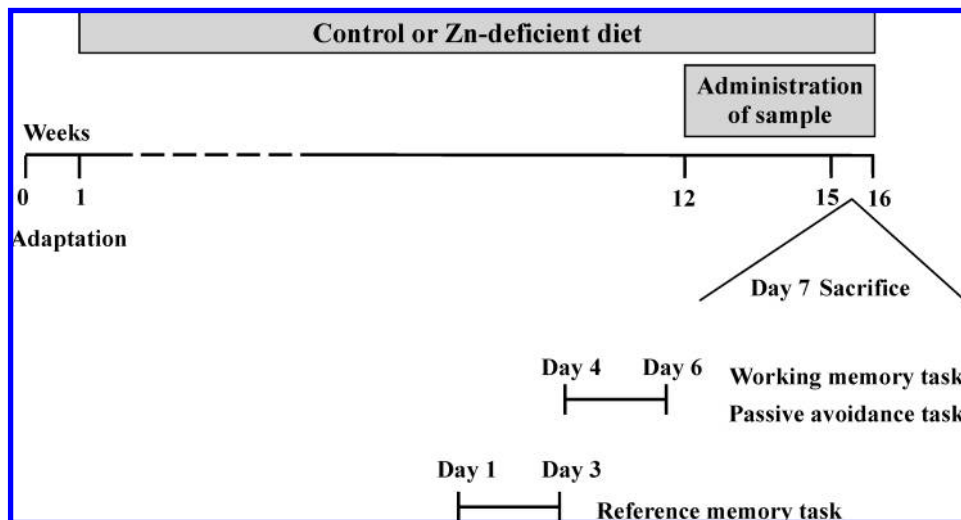 Control or Zn-deficient diet
Administration
of sample
Weeks
0 1 12 15 16
Adaptation
Day 7 Sacrifice
Day 4 Day 6 Working memory task
Passive avoidance task
Day 1 Day 3
Reference memory task